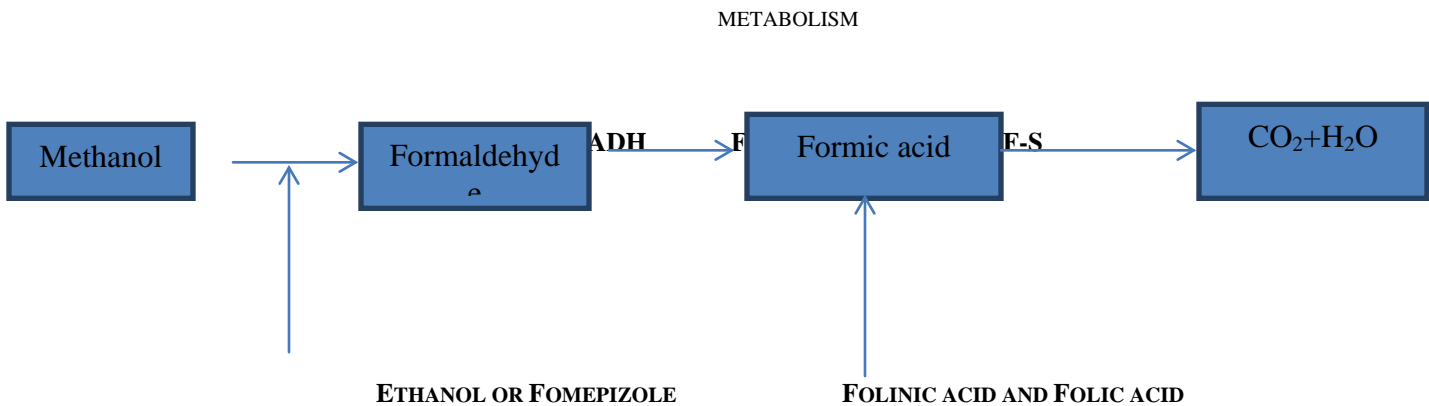 METABOLISM
Methanol
Formaldehyd
e
ADH
F
Formic acid
F-S
CO₂+H₂O
ETHANOL OR FOMEPIZOLE
FOLINIC ACID AND FOLIC ACID